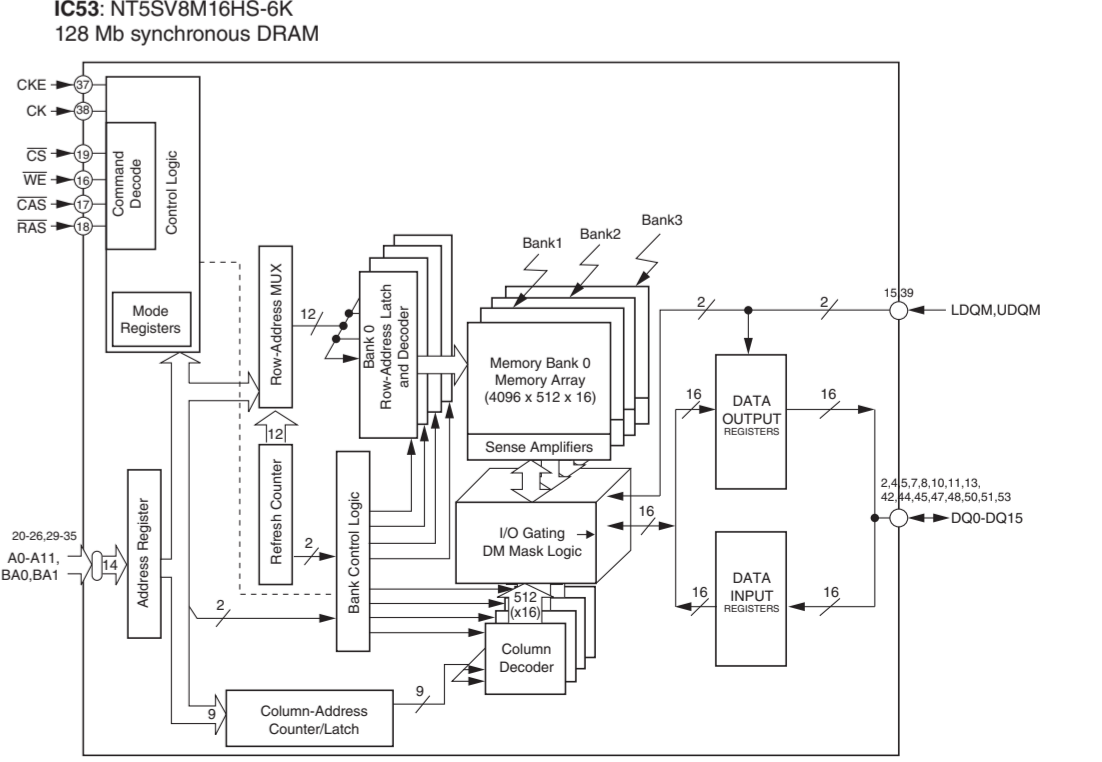 IC53: NT5SV8M16HS-6K
128 Mb synchronous DRAM
CKE
37
CK
38
CS
19
WE
16
CAS
17
RAS
18
Command
Decode
Control Logic
Mode
Registers
Row-Address MUX
12
Bank 0
Row-Address Latch
and Decoder
Bank1
Bank2
Bank3
Memory Bank 0
Memory Array
(4096 x 512 x 16)
Sense Amplifiers
2
2
15,39
LDQM,UDQM
16
DATA
OUTPUT
REGISTERS
16
12
Refresh Counter
2
Bank Control Logic
I/O Gating
DM Mask Logic
16
2,4,5,7,8,10,11,13,
42,44,45,47,48,50,51,53
DQ0-DQ15
20-26,29-35
A0-A11,
BA0,BA1
14
Address Register
2
512
(x16)
Column
Decoder
16
DATA
INPUT
REGISTERS
16
9
Column-Address
Counter/Latch
9